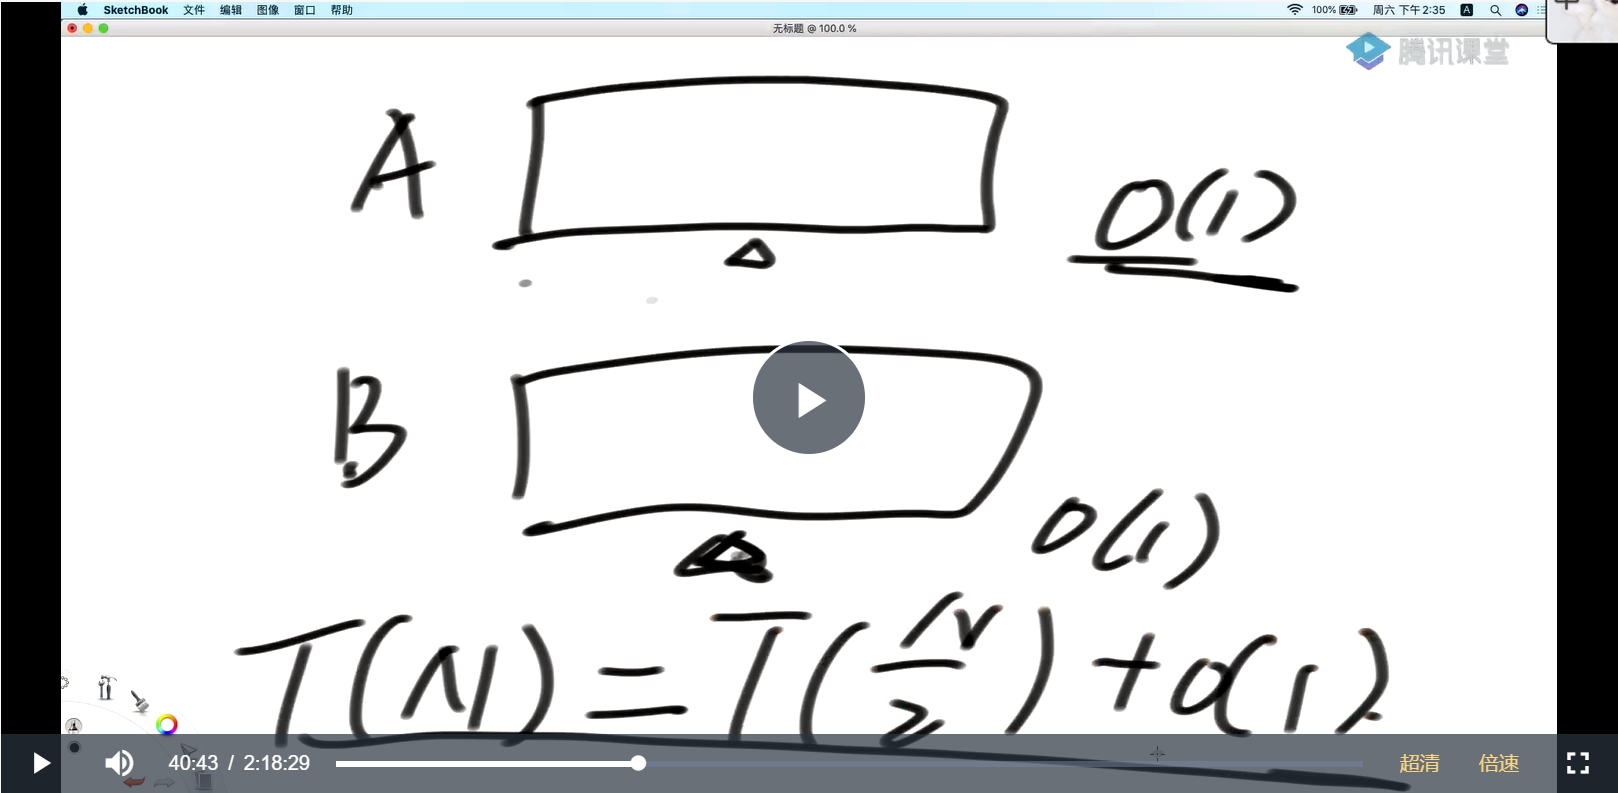 SketchBook 文件 编辑 图像 窗口 帮助 100% 周六 下午2:35 A
无标题 @ 100.0 %
腾讯课堂
A
O(1)
B
O(1)
T(N) = T(N/2) + O(1)
40:43 / 2:18:29 超清 倍速